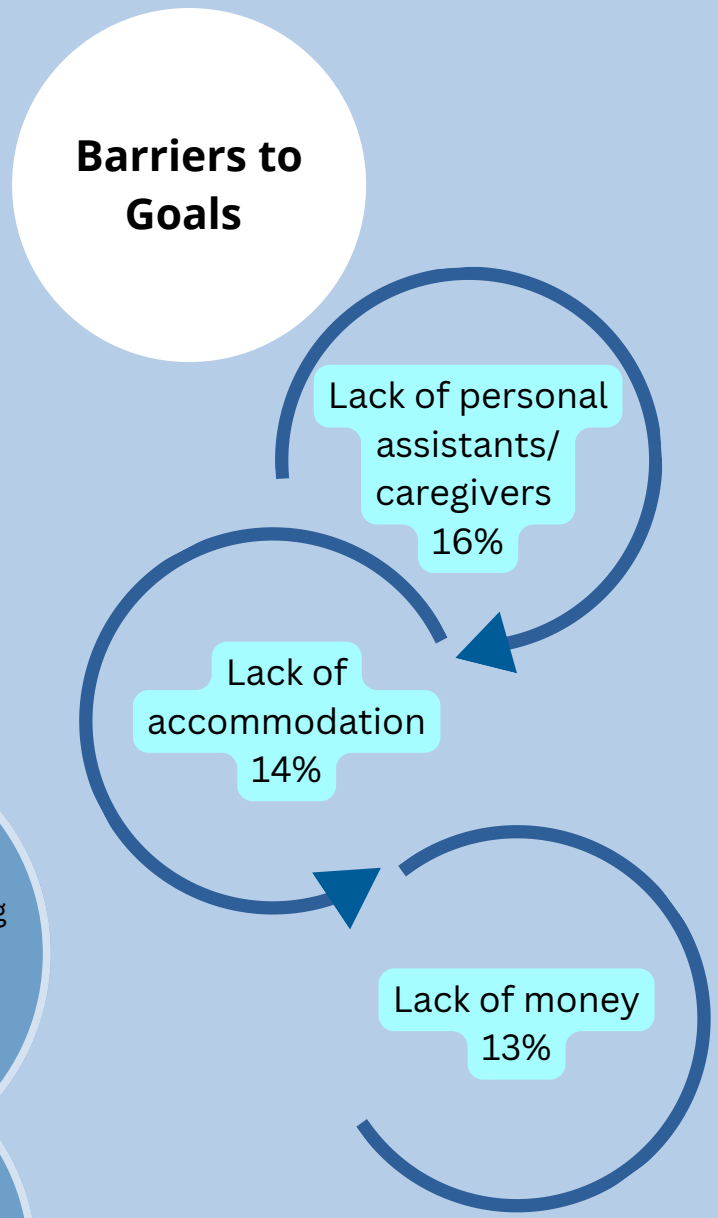 Barriers to
Goals
Lack of personal
assistants/
caregivers
16%
Lack of
accommodation
14%
Lack of money
13%